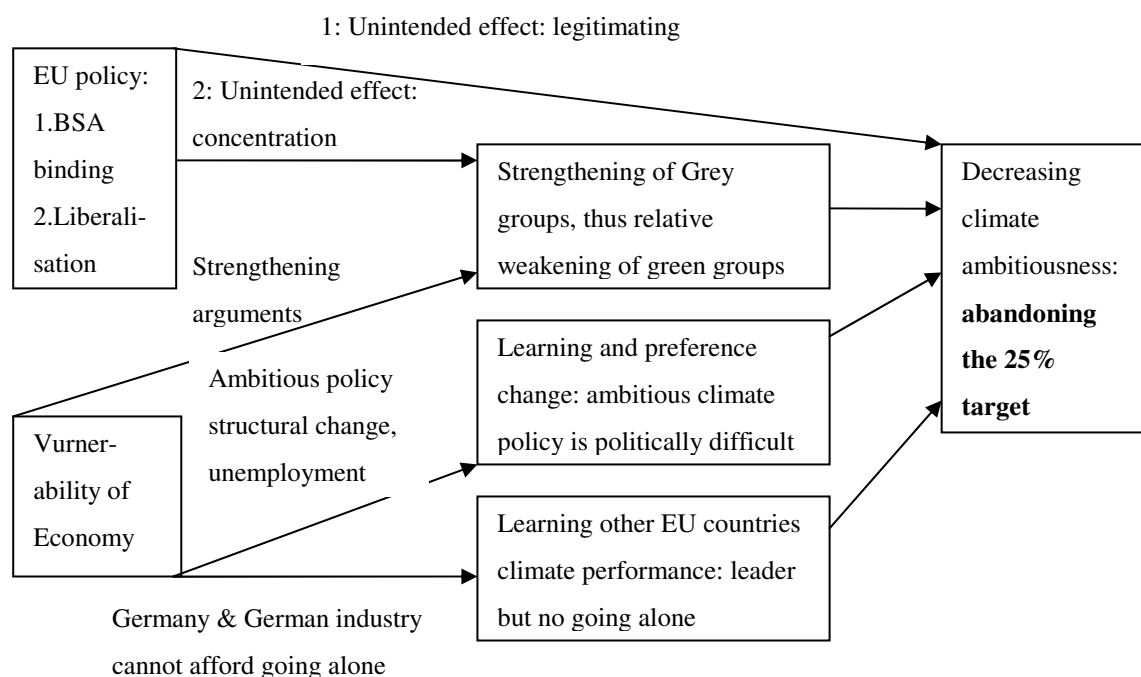 1: Unintended effect: legitimating
EU policy:
1.BSA
binding
2.Liberali-
sation
2: Unintended effect:
concentration
Strengthening of Grey
groups, thus relative
weakening of green groups
Decreasing
climate
ambitiousness:
abandoning
the 25%
target
Strengthening
arguments
Learning and preference
change: ambitious climate
policy is politically difficult
Ambitious policy
structural change,
unemployment
Vurner-
ability of
Economy
Learning other EU countries
climate performance: leader
but no going alone
Germany & German industry
cannot afford going alone